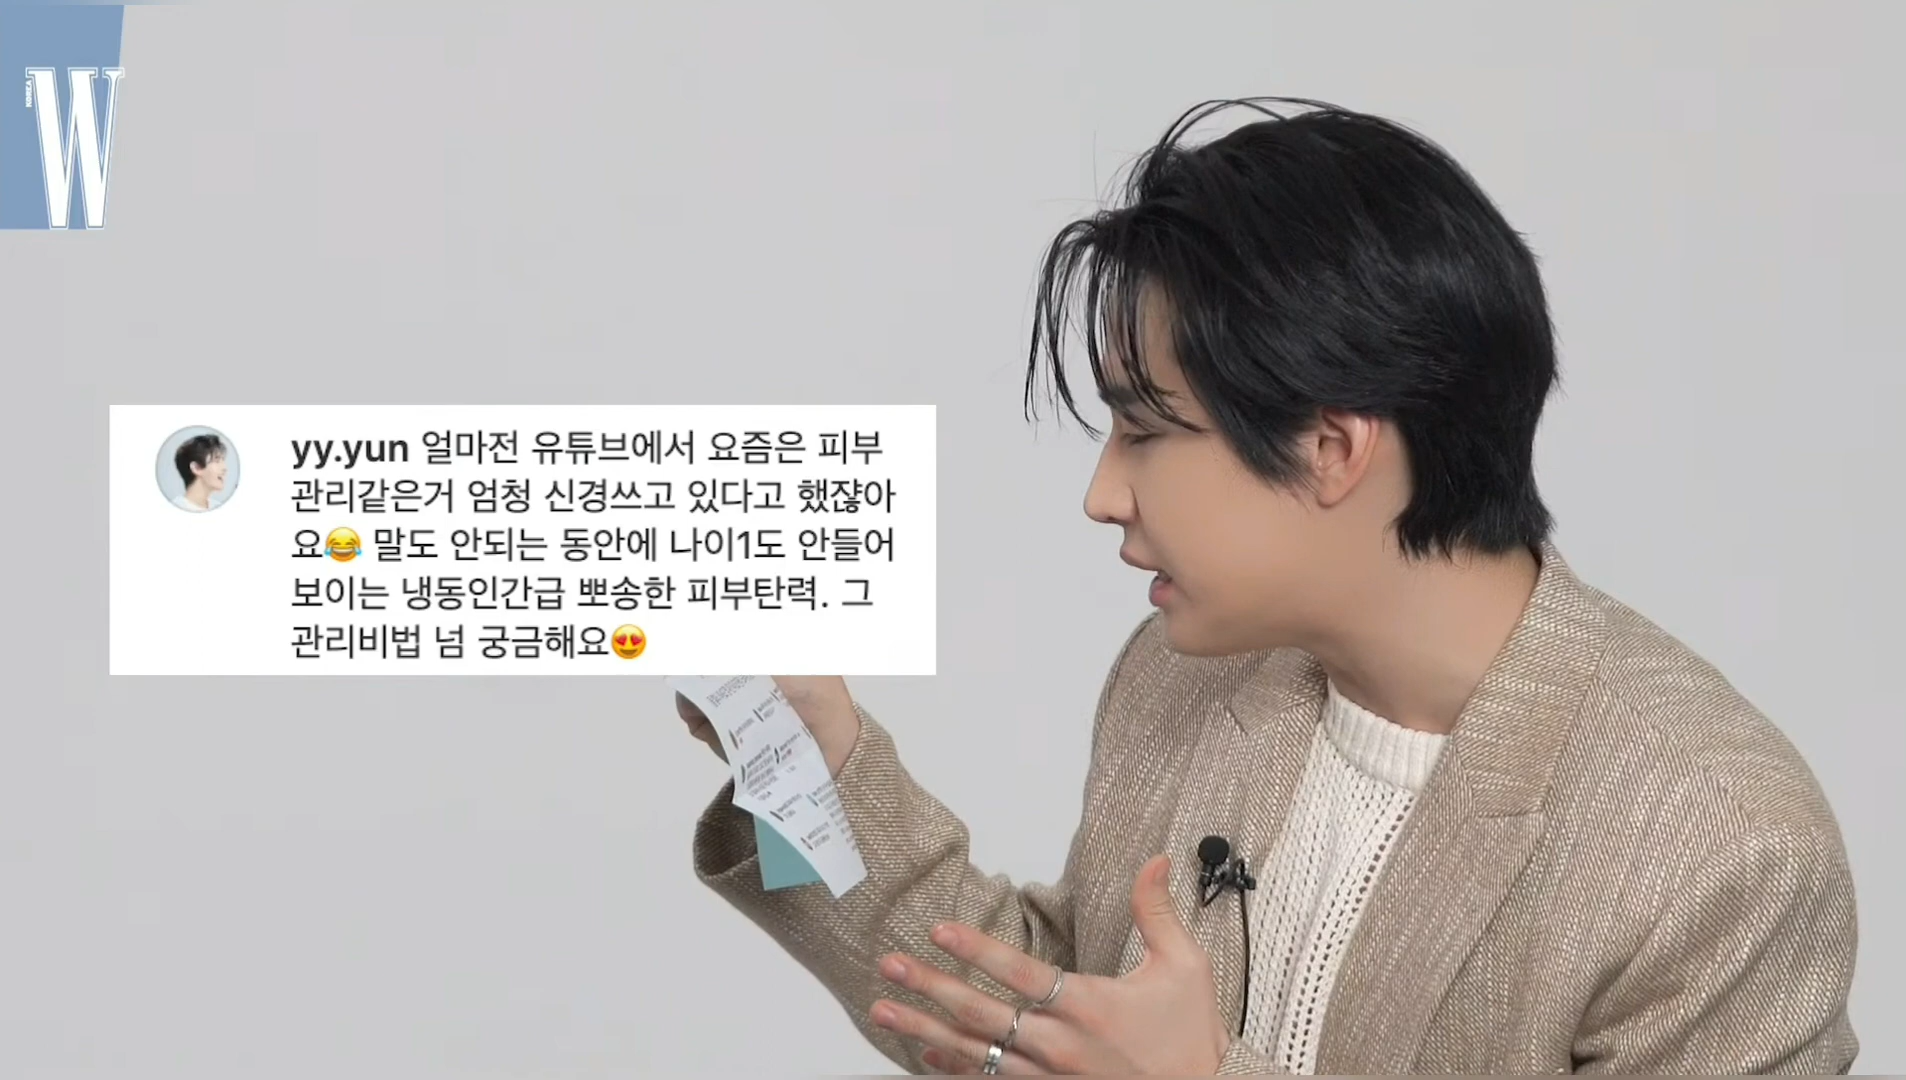 KOREA
W
yy.yun 얼마전 유튜브에서 요즘은 피부
관리같은거 엄청 신경쓰고 있다고 했쟎아
요😂 말도 안되는 동안에 나이1도 안들어
보이는 냉동인간급 뽀송한 피부탄력. 그
관리비법 넘 궁금해요😍